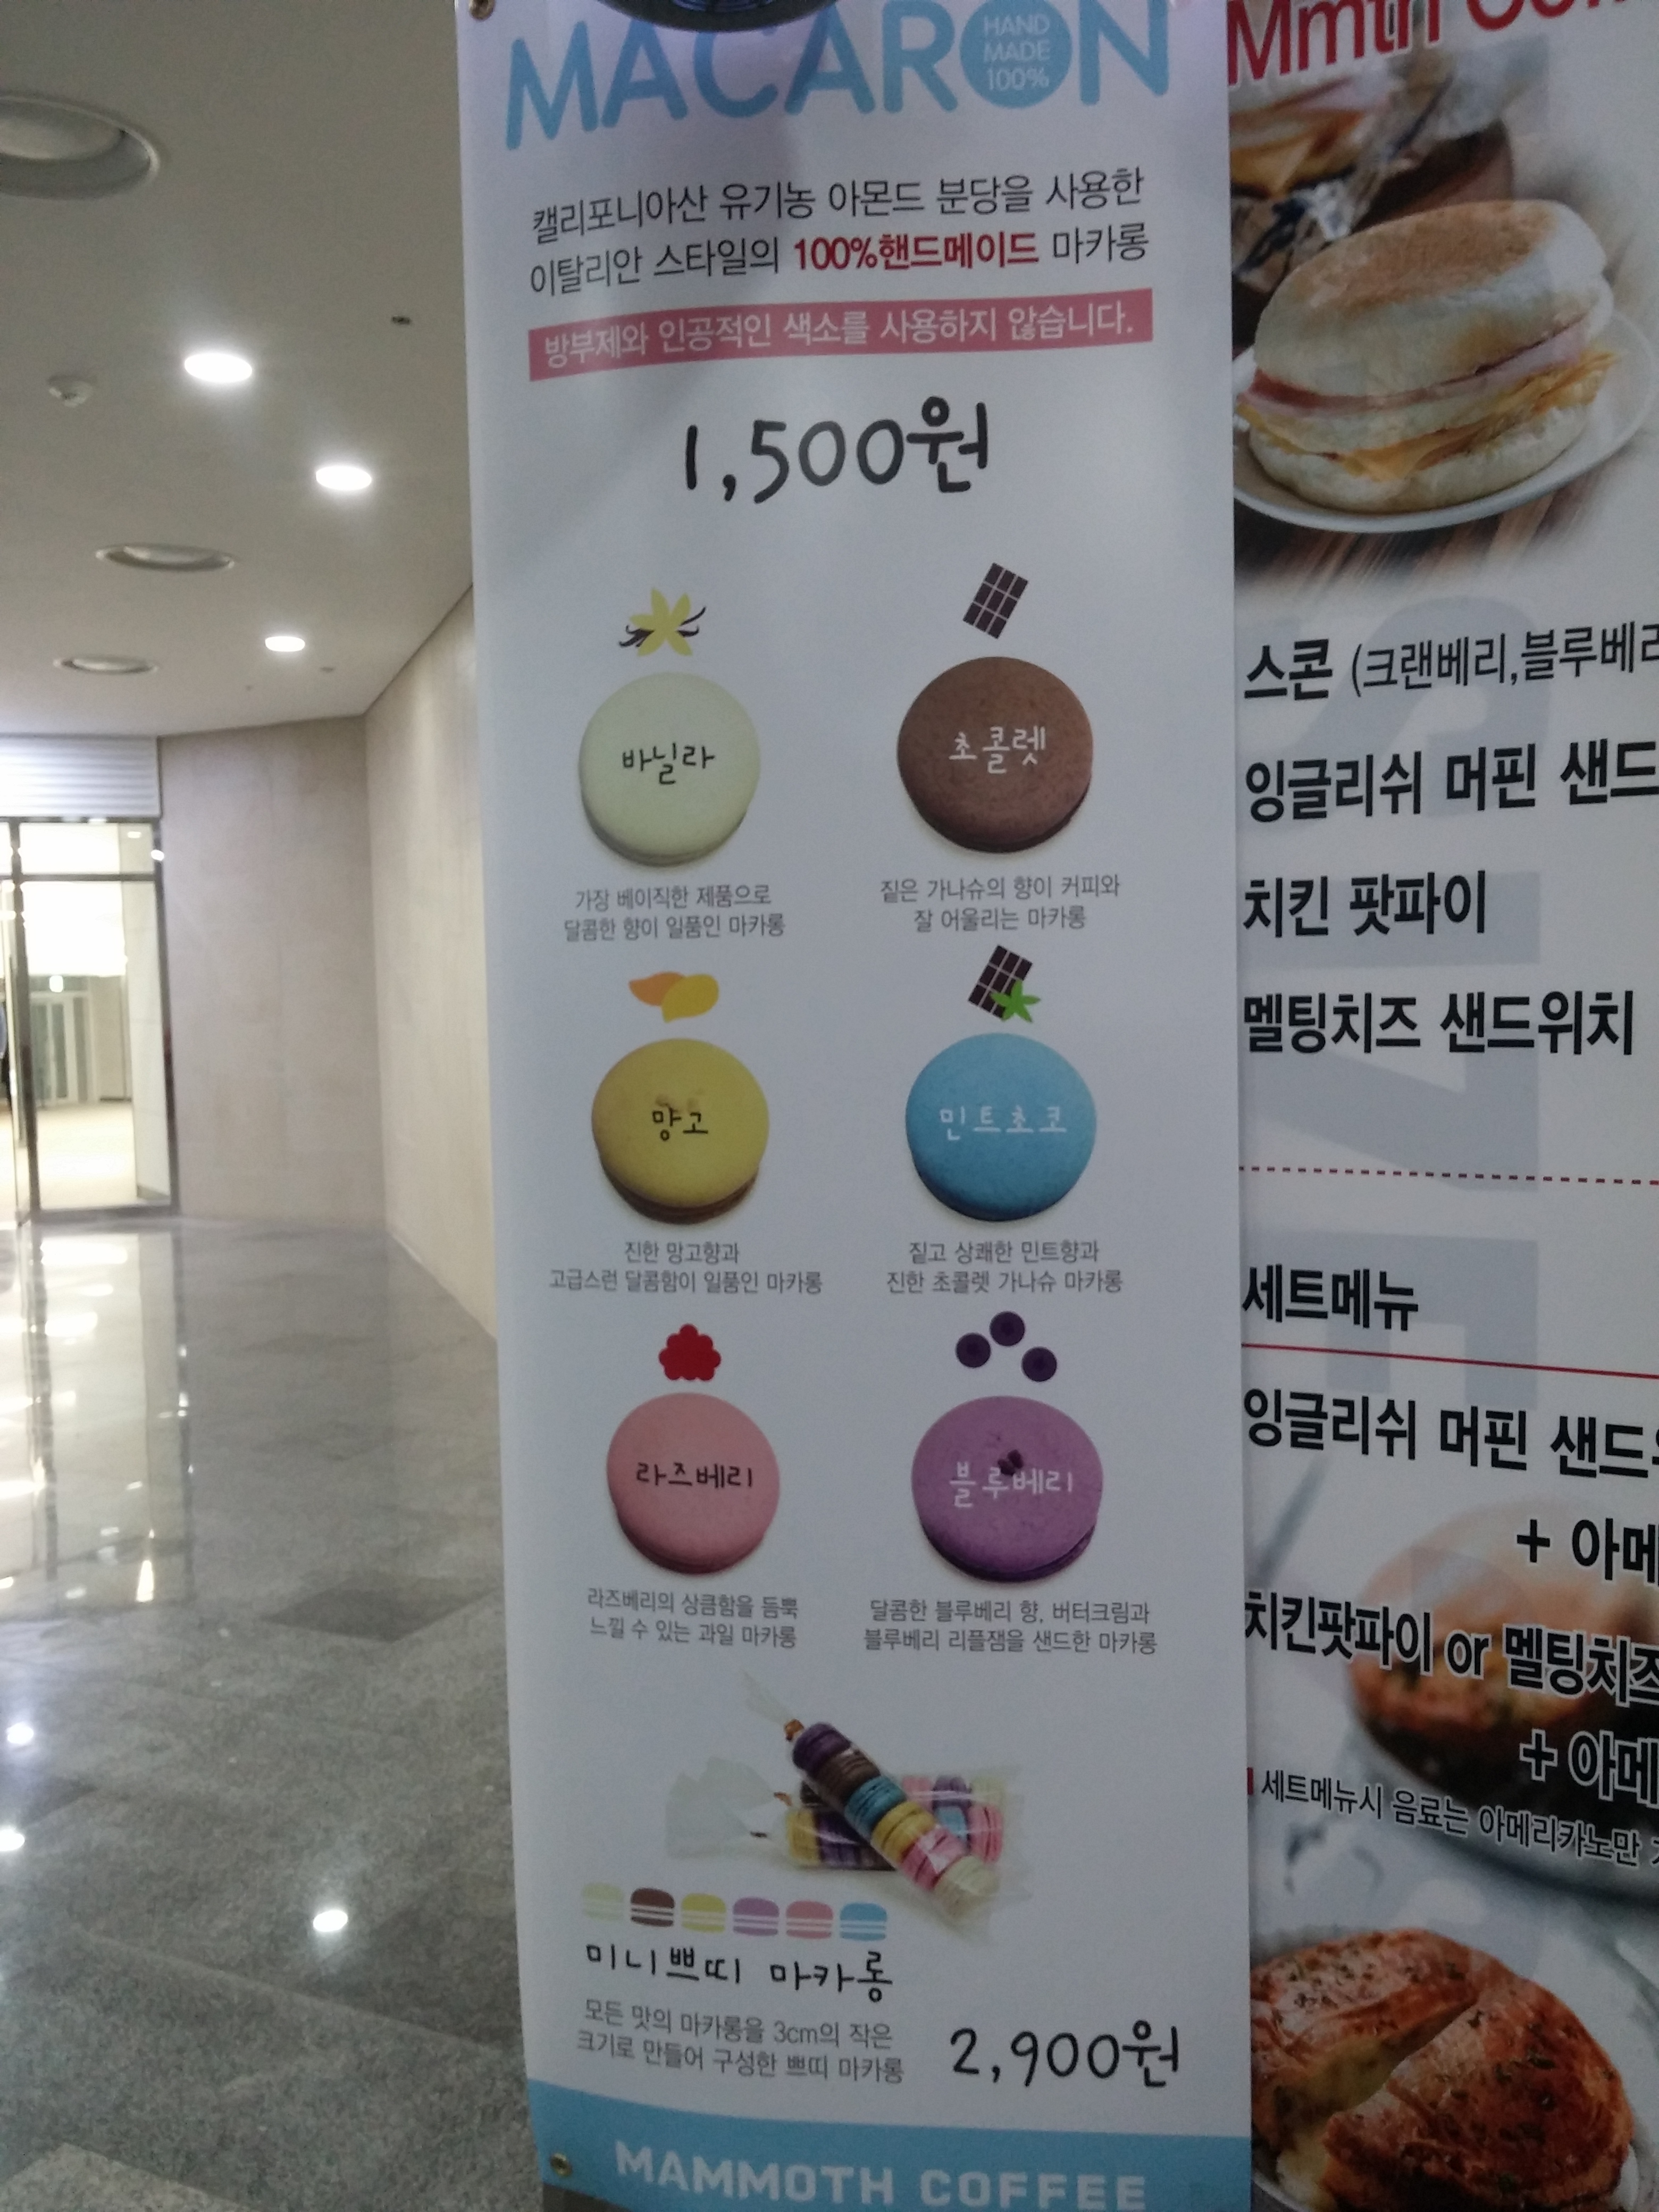 MACARON
HAND
MADE
100%
캘리포니아산 유기농 아몬드 분당을 사용한
이탈리안 스타일의 100%핸드메이드 마카롱
방부제와 인공적인 색소를 사용하지 않습니다.
1,500원
바닐라
가장 베이직한 제품으로
달콤한 향이 일품인 마카롱
초콜렛
짙은 가나슈의 향이 커피와
잘 어울리는 마카롱
망고
진한 망고향과
고급스런 달콤함이 일품인 마카롱
민트초코
짙고 상쾌한 민트향과
진한 초콜렛 가나슈 마카롱
라즈베리
라즈베리의 상큼함을 듬뿍
느낄 수 있는 과일 마카롱
블루베리
달콤한 블루베리 향, 버터크림과
블루베리 리플잼을 샌드한 마카롱
미니쁘띠 마카롱
모든 맛의 마카롱을 3cm의 작은
크기로 만들어 구성한 쁘띠 마카롱
2,900원
MAMMOTH COFFEE
Mmth
스콘 (크랜베리,블루베리
잉글리쉬 머핀 샌드
치킨 팟파이
멜팅치즈 샌드위치
세트메뉴
잉글리쉬 머핀 샌드
+ 아메
치킨팟파이 or 멜팅치즈
+ 아메
세트메뉴시 음료는 아메리카노만